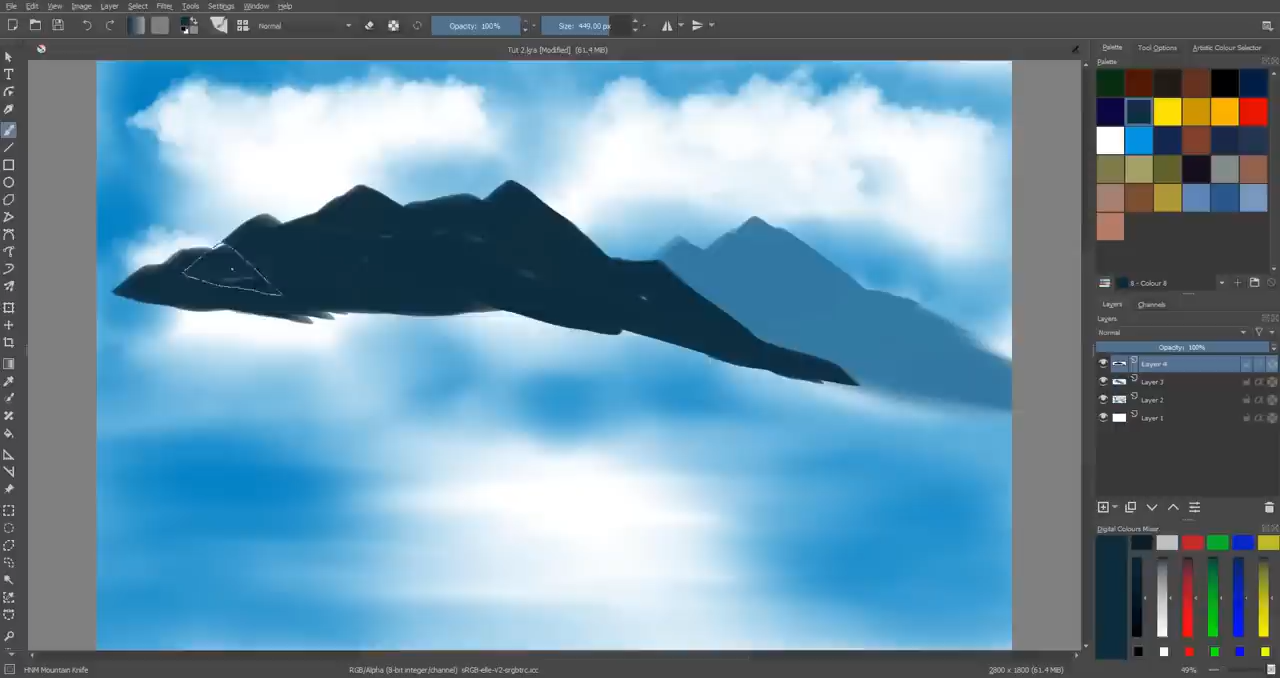 File Edit View Image Layer Select Filter Tools Settings Window Help
Normal Opacity: 100% Size: 449.00 px
Tut 2.kra [Modified] (61.4 MiB)
Palette Tool Options Artistic Colour Selector
Palette
8 - Colour 8
Layers Channels
Layers
Normal
Opacity: 100%
Layer 4
Layer 3
Layer 2
Layer 1
Digital Colours Mixer
HNM Mountain Knife RGB/Alpha (8-bit integer/channel) sRGB-elle-V2-srgbtrc.icc 2800 x 1800 (61.4 MiB) 49%